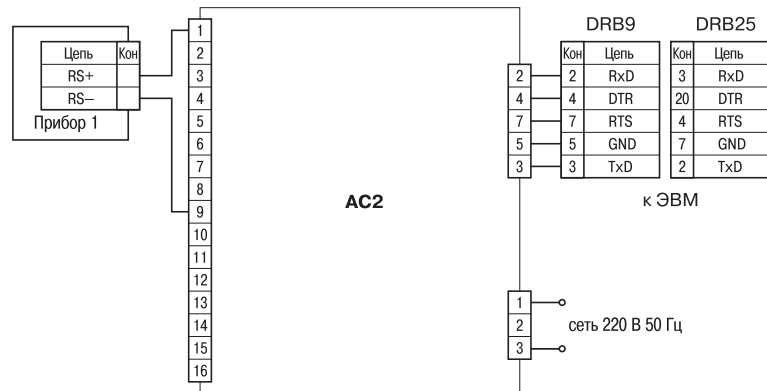 DRB9 DRB25
Цепь Кон
RS+
RS–
Прибор 1
1
2
3
4
5
6
7
8
9
10
11
12
13
14
15
16
АС2
2
4
7
5
3
Кон Цепь
2 RxD
4 DTR
7 RTS
5 GND
3 TxD
Кон Цепь
3 RxD
20 DTR
4 RTS
7 GND
2 TxD
к ЭВМ
1
2
3
сеть 220 В 50 Гц